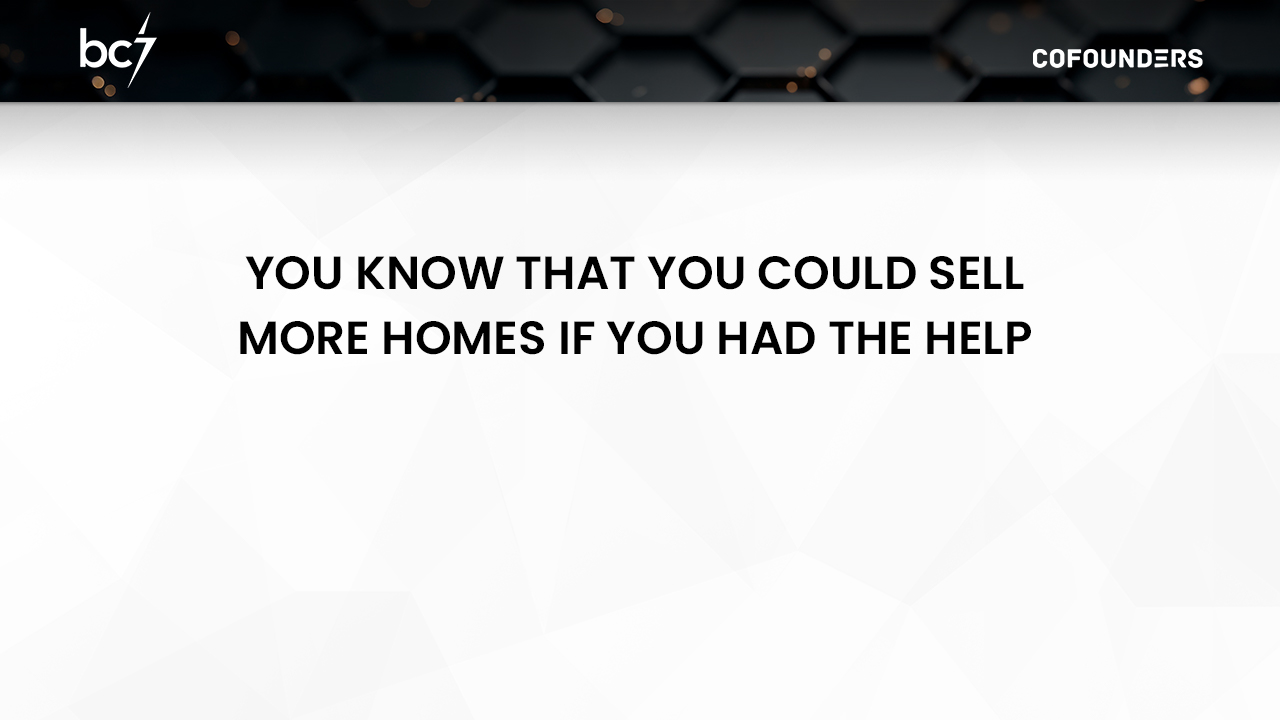 bc7
COFOUNDERS
YOU KNOW THAT YOU COULD SELL
MORE HOMES IF YOU HAD THE HELP